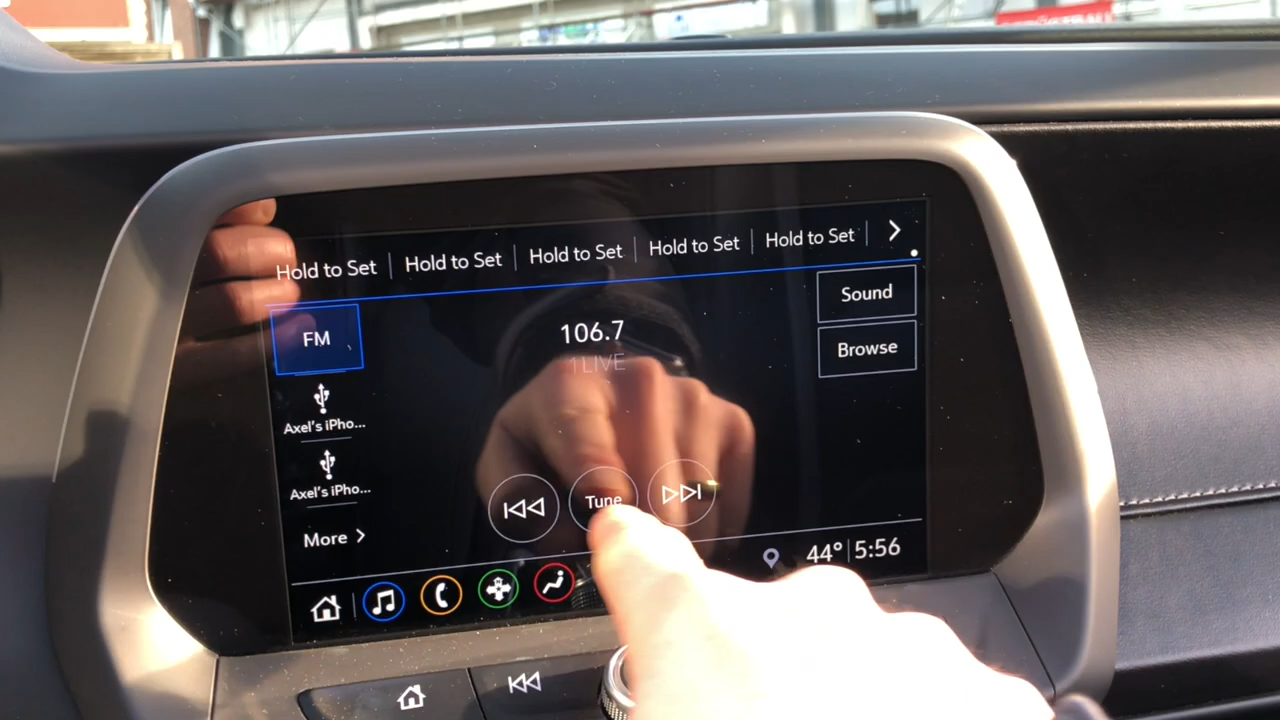 Hold to Set Hold to Set Hold to Set Hold to Set Hold to Set
FM
106.7
1LIVE
Sound
Browse
Axel's iPho...
Axel's iPho...
More
Tune
44° 5:56